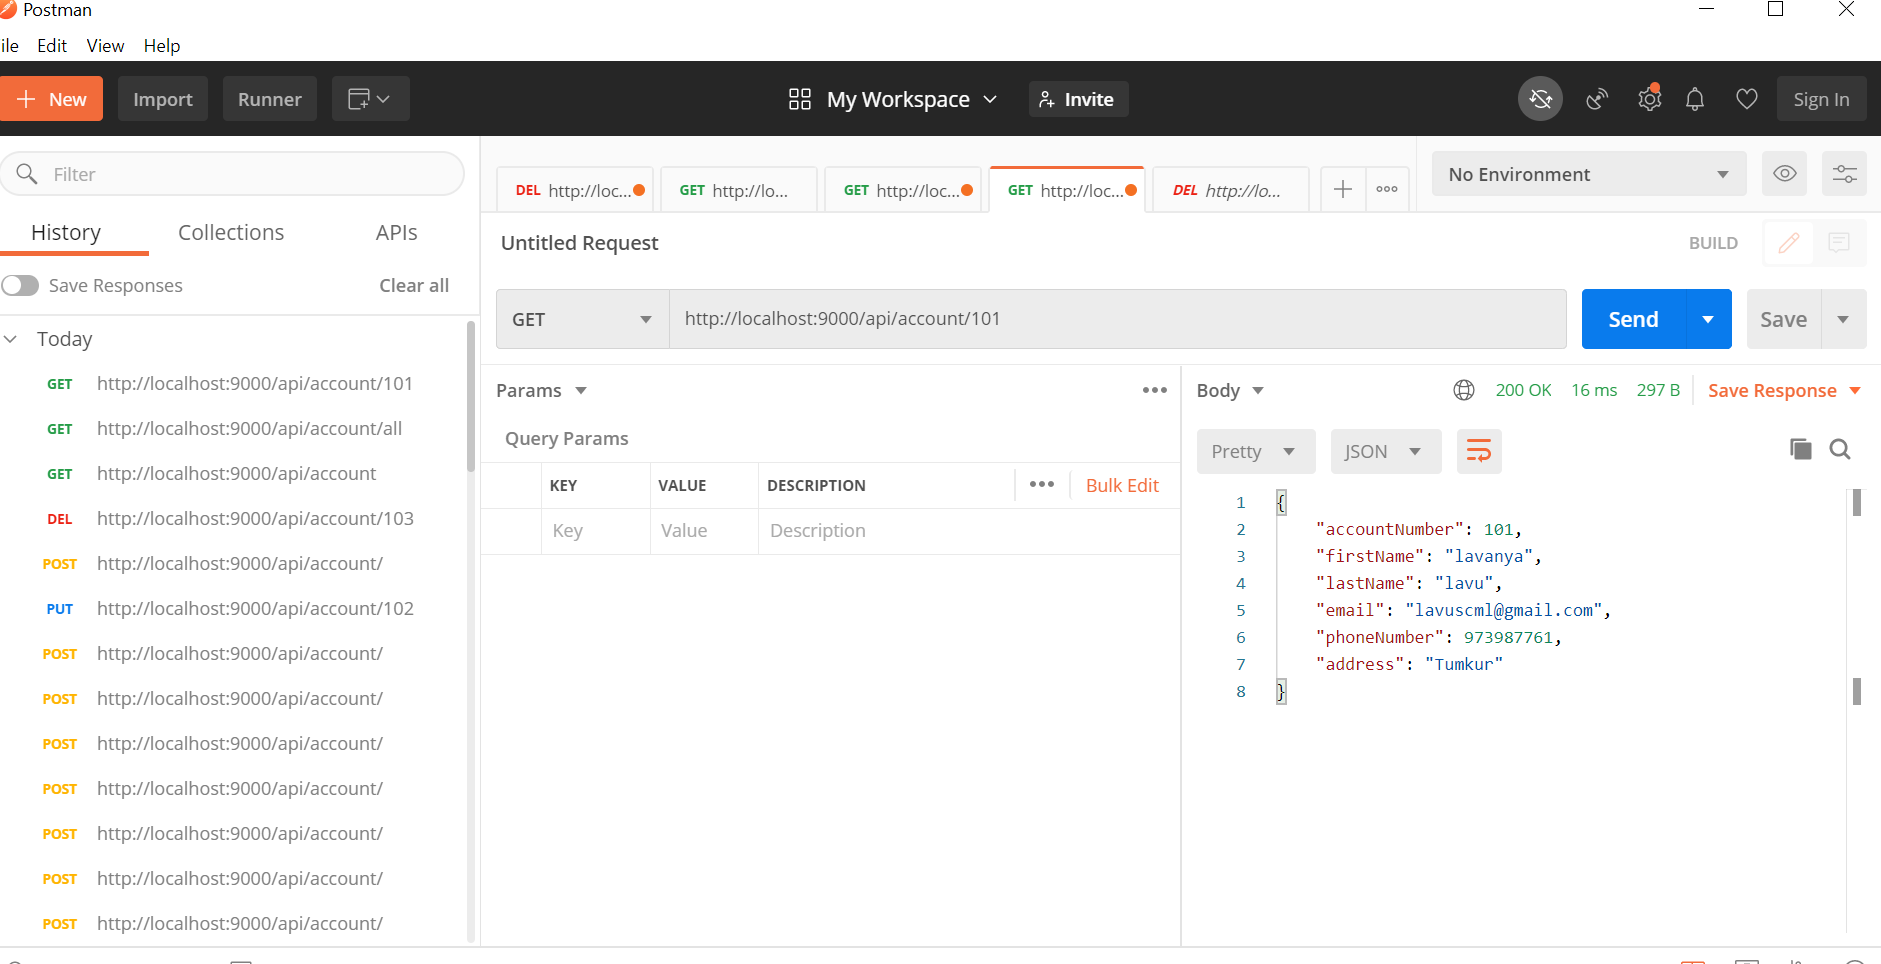 Postman
ile Edit View Help
New Import Runner My Workspace Invite Sign In
Filter
DEL http://loc... GET http://lo... GET http://loc... GET http://loc... DEL http://lo... No Environment
History Collections APIs
Untitled Request BUILD
Save Responses Clear all
GET http://localhost:9000/api/account/101 Send Save
Today
GET http://localhost:9000/api/account/101
GET http://localhost:9000/api/account/all
GET http://localhost:9000/api/account
DEL http://localhost:9000/api/account/103
POST http://localhost:9000/api/account/
PUT http://localhost:9000/api/account/102
POST http://localhost:9000/api/account/
POST http://localhost:9000/api/account/
POST http://localhost:9000/api/account/
POST http://localhost:9000/api/account/
POST http://localhost:9000/api/account/
POST http://localhost:9000/api/account/
POST http://localhost:9000/api/account/
Params
Query Params
KEY VALUE DESCRIPTION Bulk Edit
Key Value Description
Body 200 OK 16 ms 297 B Save Response
Pretty JSON
1 {
2 "accountNumber": 101,
3 "firstName": "lavanya",
4 "lastName": "lavu",
5 "email": "lavuscml@gmail.com",
6 "phoneNumber": 973987761,
7 "address": "Tumkur"
8 }